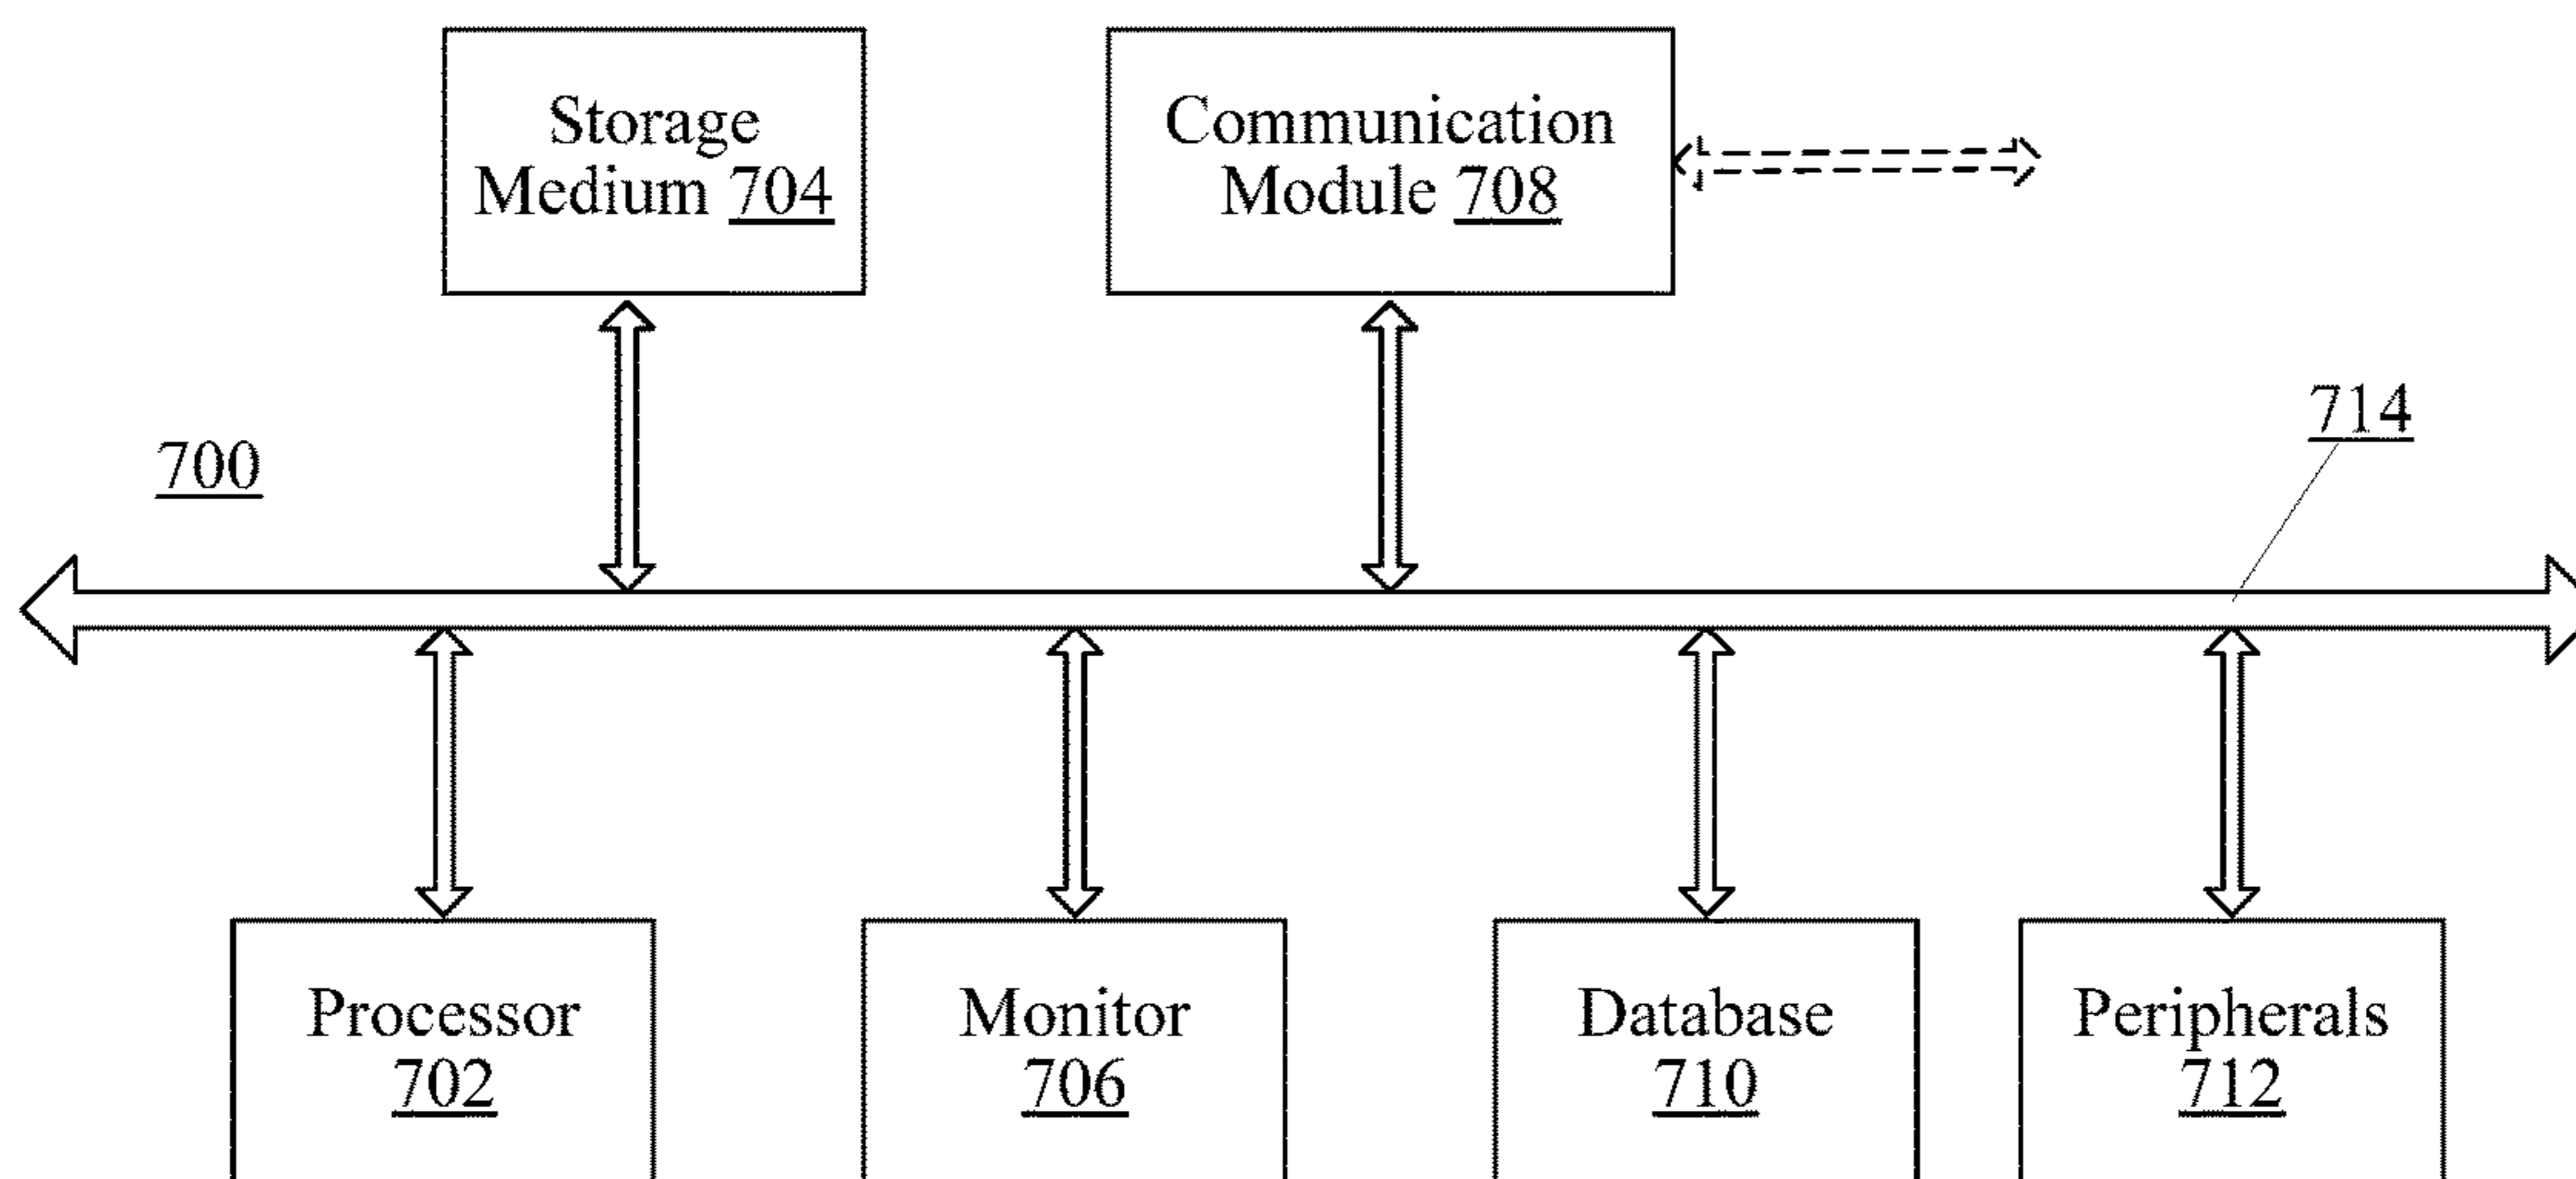 Storage
Medium 704
Communication
Module 708
700
714
Processor
702
Monitor
706
Database
710
Peripherals
712